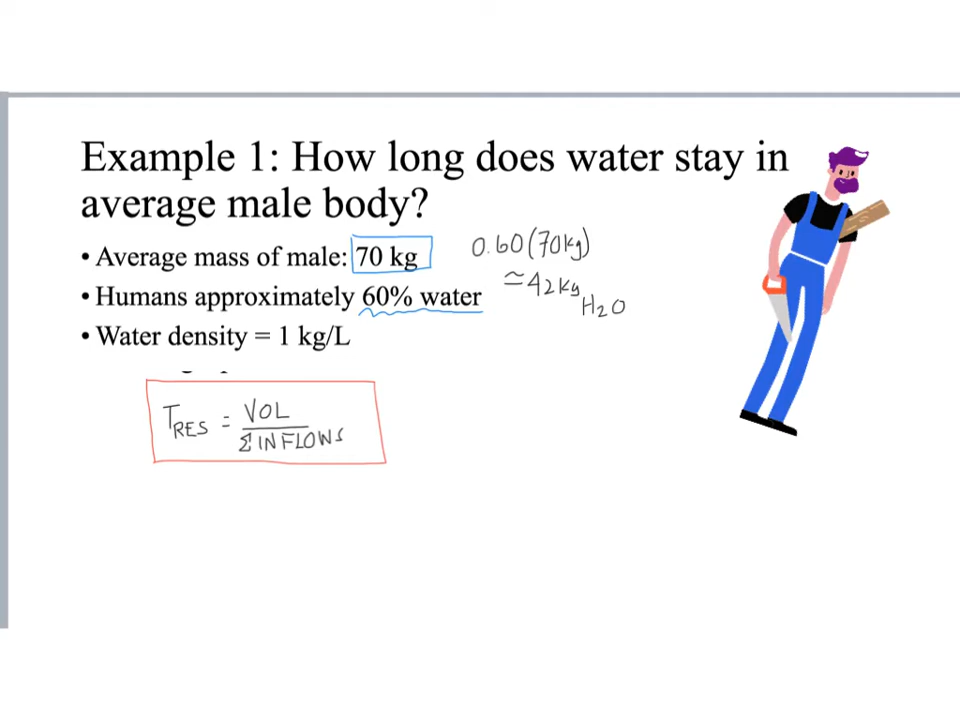 Example 1: How long does water stay in
average male body?
• Average mass of male: 70 kg
0.60(70kg)
• Humans approximately 60% water
≃42kg
H2O
• Water density = 1 kg/L
TRES = VOL
ΣINFLOWS